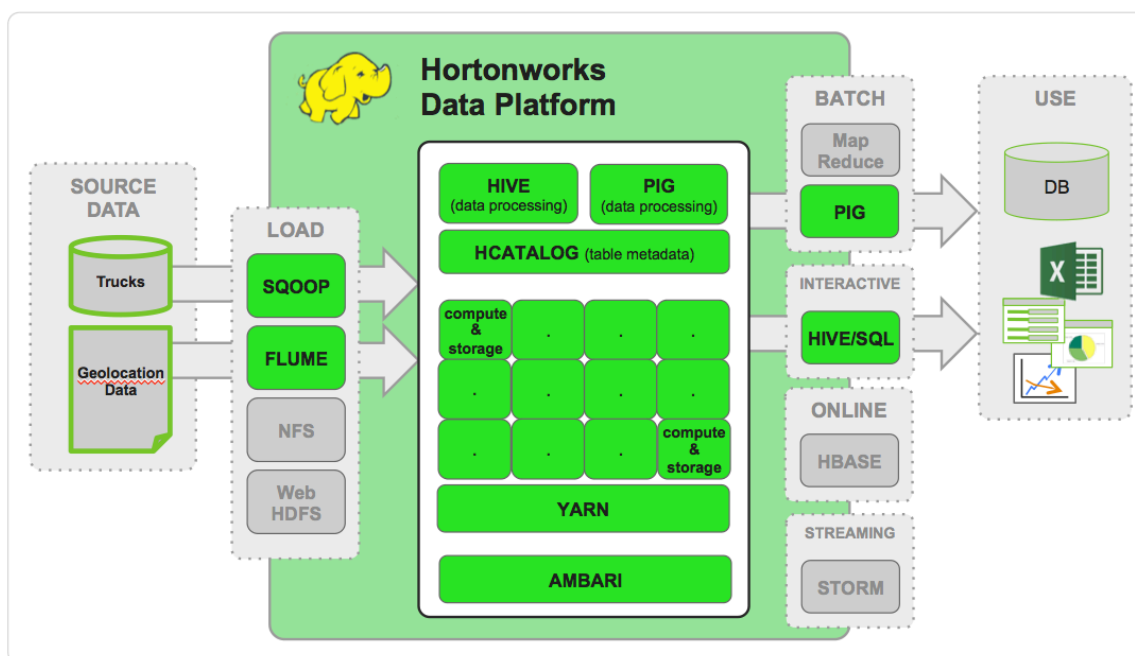 Hortonworks
Data Platform
SOURCE
DATA
Trucks
Geolocation
Data
LOAD
SQOOP
FLUME
NFS
Web
HDFS
HIVE
(data processing)
PIG
(data processing)
HCATALOG (table metadata)
compute
&
storage
.
.
.
.
.
.
.
.
.
.
compute
&
storage
YARN
AMBARI
BATCH
Map
Reduce
PIG
INTERACTIVE
HIVE/SQL
ONLINE
HBASE
STREAMING
STORM
USE
DB
X